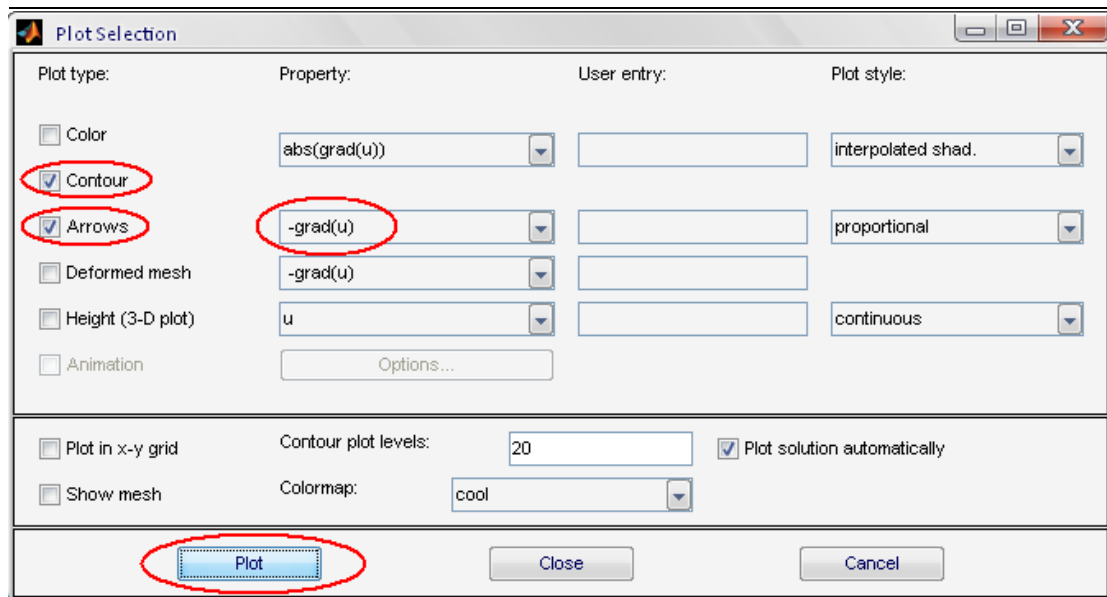 Plot Selection
Plot type: Property: User entry: Plot style:
Color abs(grad(u)) interpolated shad.
Contour
Arrows -grad(u) proportional
Deformed mesh -grad(u)
Height (3-D plot) u continuous
Animation Options...
Plot in x-y grid Contour plot levels: 20 Plot solution automatically
Show mesh Colormap: cool
Plot Close Cancel